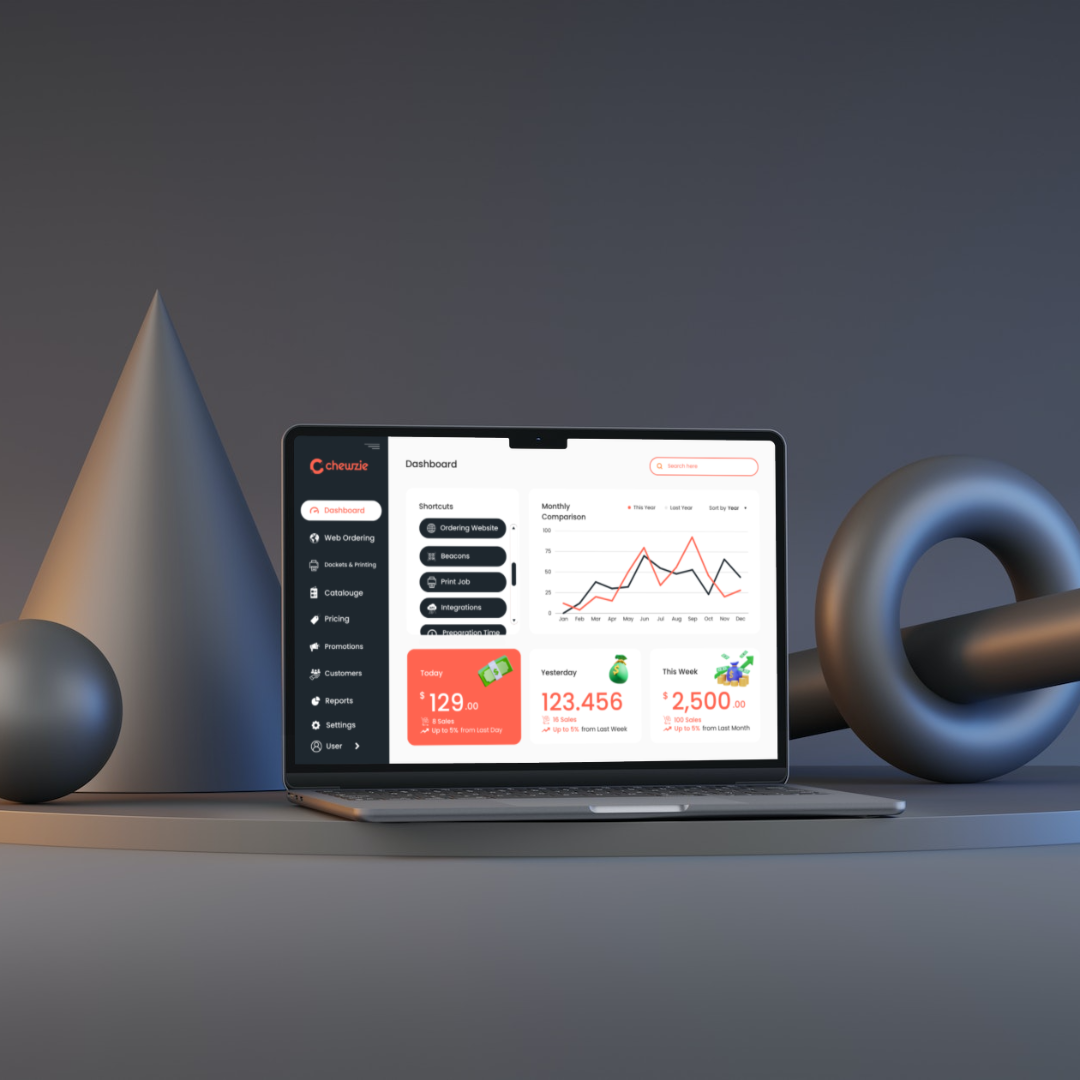 chewzie
Dashboard
Web Ordering
Dockets & Printing
Catalouge
Pricing
Promotions
Customers
Reports
Settings
User
Dashboard
Search here
Shortcuts
Ordering Website
Beacons
Print Job
Integrations
Preparation Time
Monthly
Comparison
This Year
Last Year
Sort by Year
100
75
50
25
0
Jan Feb Mar Apr May Jun Jul Aug Sep Oct Nov Dec
Today
$ 129.00
8 Sales
Up to 5% from Last Day
Yesterday
123.456
15 Sales
Up to 5% from Last Week
This Week
$ 2,500.00
100 Sales
Up to 5% from Last Month